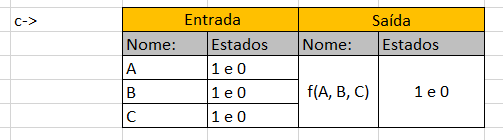 c-> Entrada Saída
Nome: Estados Nome: Estados
A 1 e 0
B 1 e 0 f(A, B, C) 1 e 0
C 1 e 0